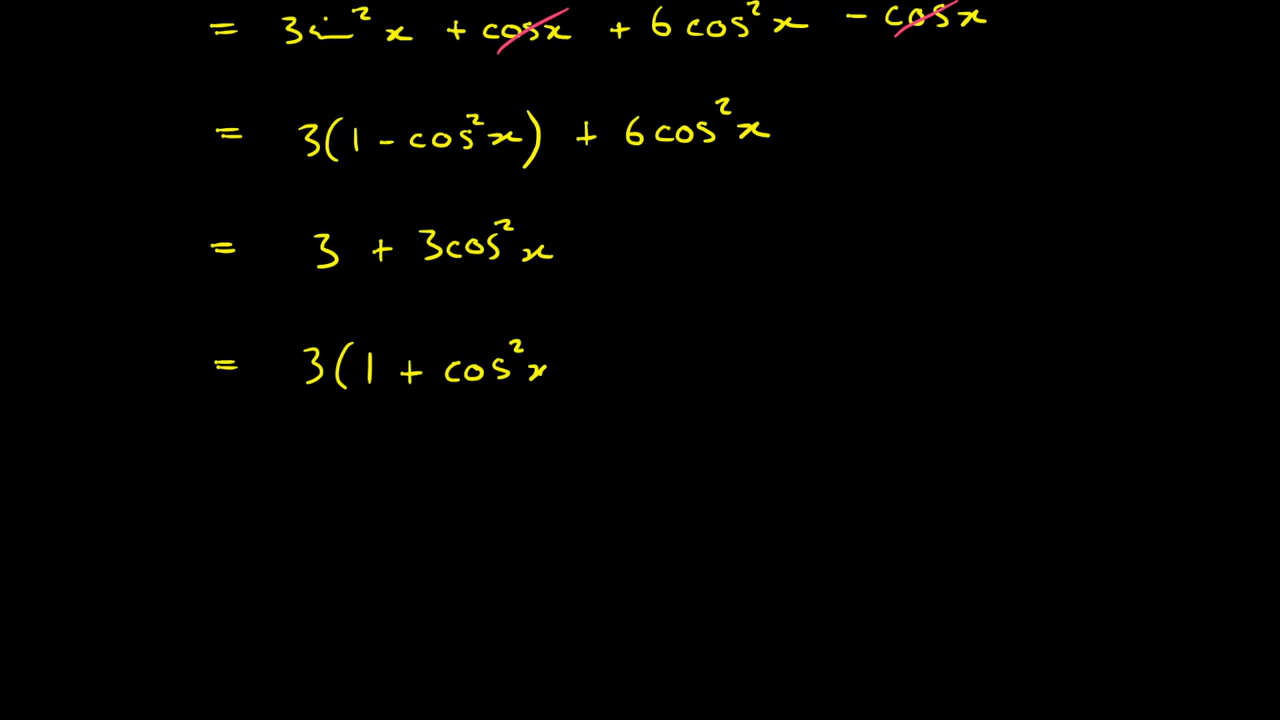 = 3sin²x + cosx + 6cos²x - cosx
= 3(1 - cos²x) + 6cos²x
= 3 + 3cos²x
= 3(1 + cos²x